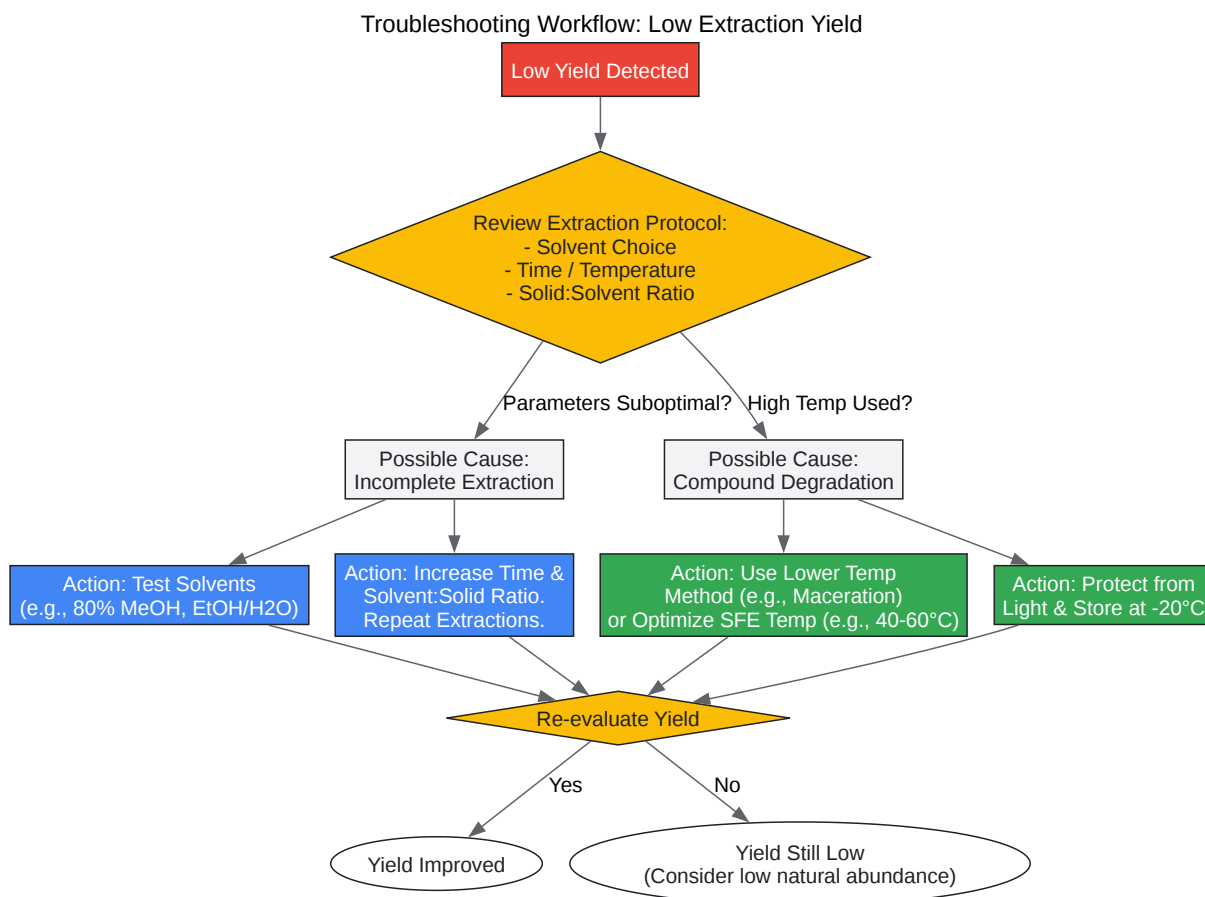 Troubleshooting Workflow: Low Extraction Yield
Low Yield Detected
Review Extraction Protocol:
- Solvent Choice
- Time / Temperature
- Solid:Solvent Ratio
Parameters Suboptimal?
High Temp Used?
Possible Cause:
Incomplete Extraction
Possible Cause:
Compound Degradation
Action: Test Solvents
(e.g., 80% MeOH, EtOH/H2O)
Action: Increase Time &
Solvent:Solid Ratio.
Repeat Extractions.
Action: Use Lower Temp
Method (e.g., Maceration)
or Optimize SFE Temp (e.g., 40-60°C)
Action: Protect from
Light & Store at -20°C
Re-evaluate Yield
Yes
No
Yield Improved
Yield Still Low
(Consider low natural abundance)